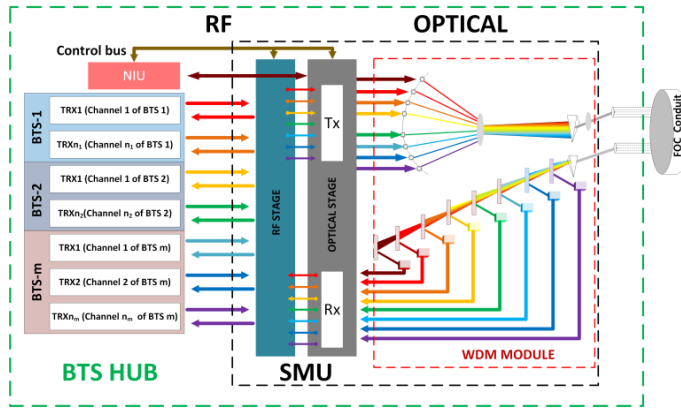 RF
OPTICAL
Control bus
NIU
BTS-1
TRX1 (Channel 1 of BTS 1)
TRXn₁ (Channel n₁ of BTS 1)
BTS-2
TRX1 (Channel 1 of BTS 2)
TRXn₂(Channel n₂ of BTS 2)
BTS-m
TRX1 (Channel 1 of BTS m)
TRX2 (Channel 2 of BTS m)
TRXnₘ (Channel nₘ of BTS m)
RF STAGE
OPTICAL STAGE
Tx
Rx
FOC Conduit
WDM MODULE
BTS HUB
SMU